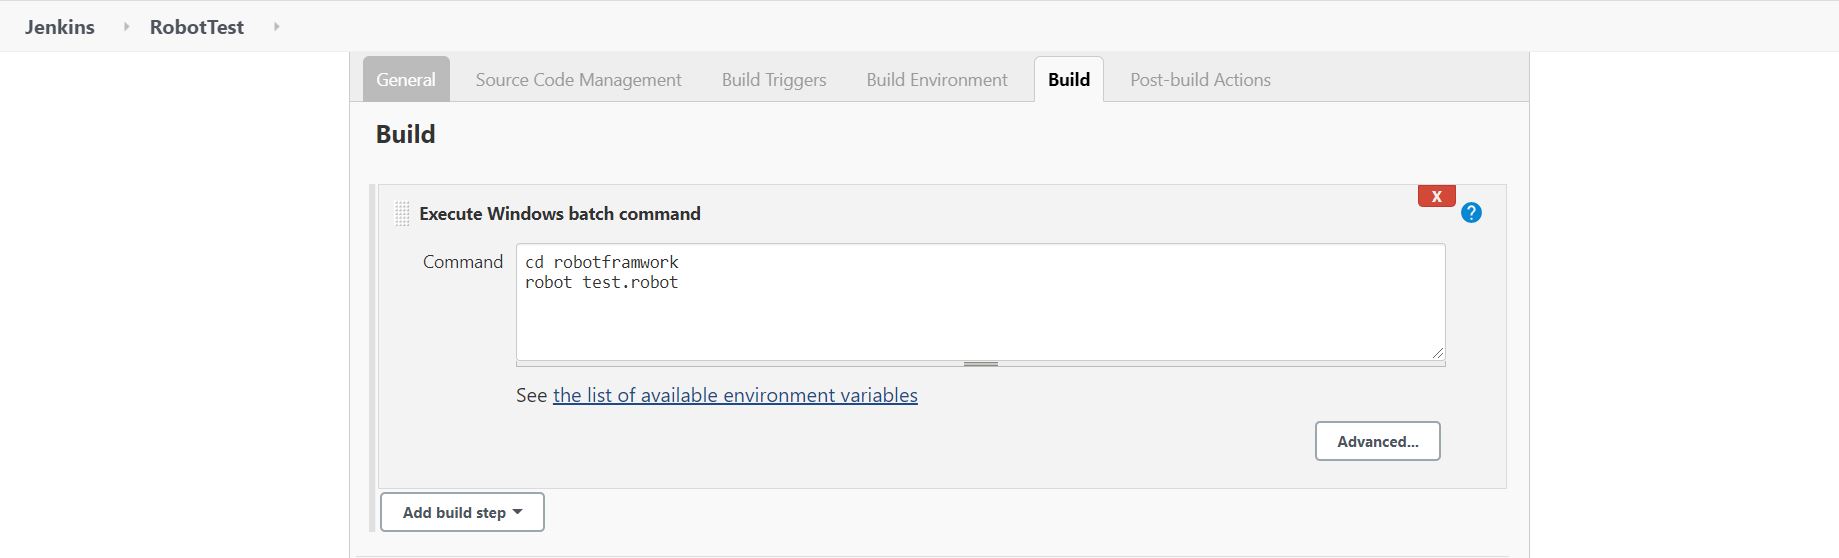 Jenkins RobotTest
General Source Code Management Build Triggers Build Environment Build Post-build Actions
Build
X
Execute Windows batch command ?
Command cd robotframwork
robot test.robot
See the list of available environment variables
Advanced...
Add build step